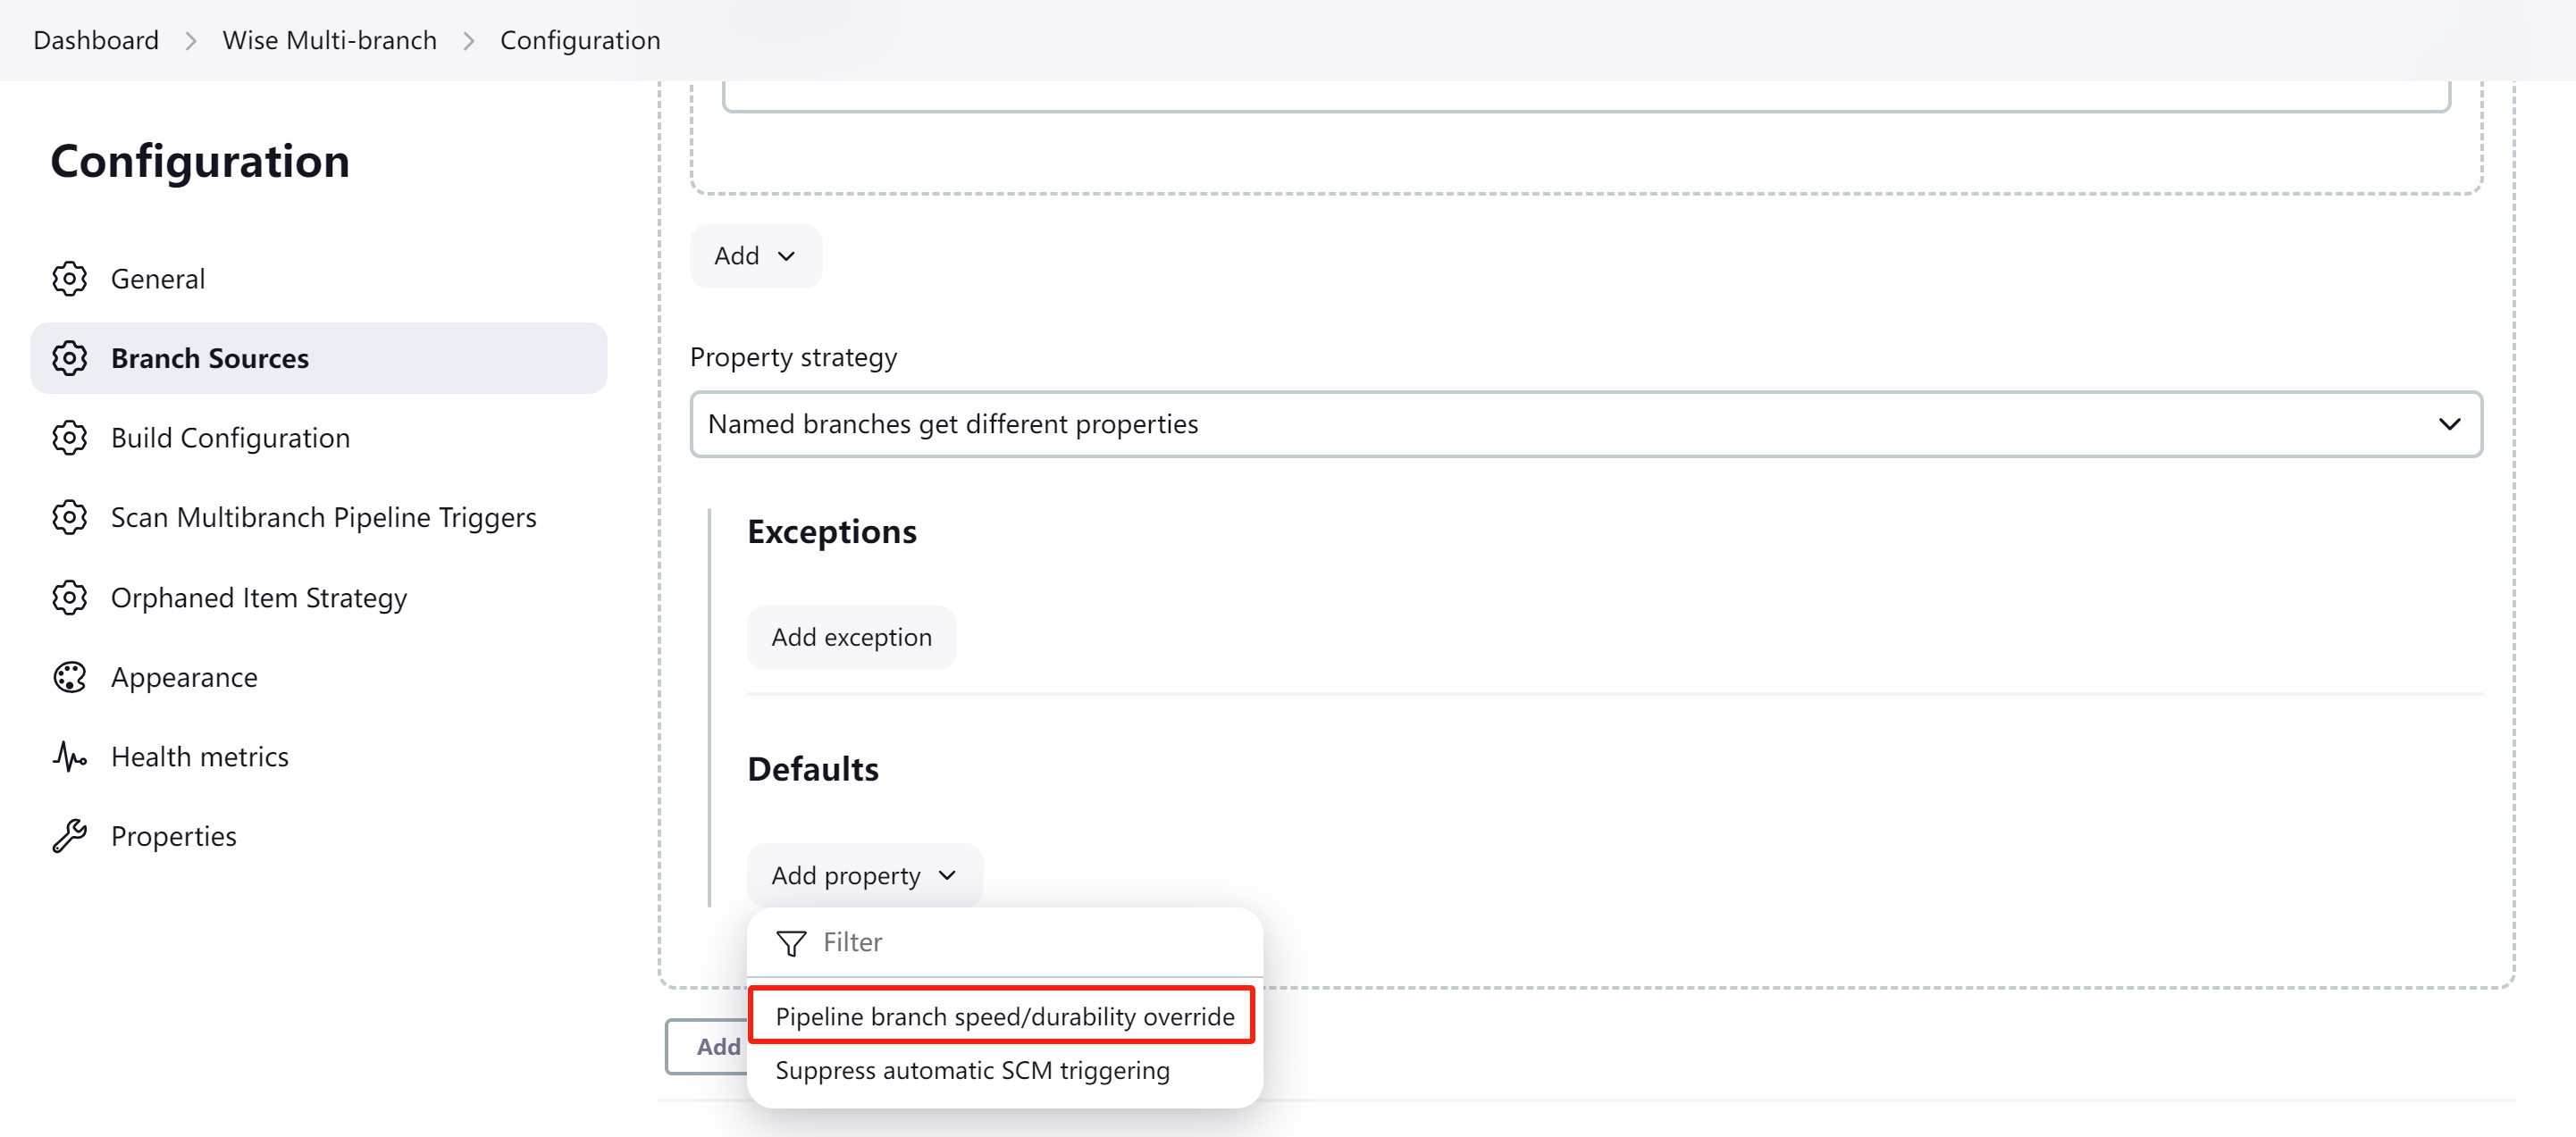 Dashboard > Wise Multi-branch > Configuration
Configuration
General
Branch Sources
Build Configuration
Scan Multibranch Pipeline Triggers
Orphaned Item Strategy
Appearance
Health metrics
Properties
Add
Property strategy
Named branches get different properties
Exceptions
Add exception
Defaults
Add property
Filter
Pipeline branch speed/durability override
Suppress automatic SCM triggering
Add